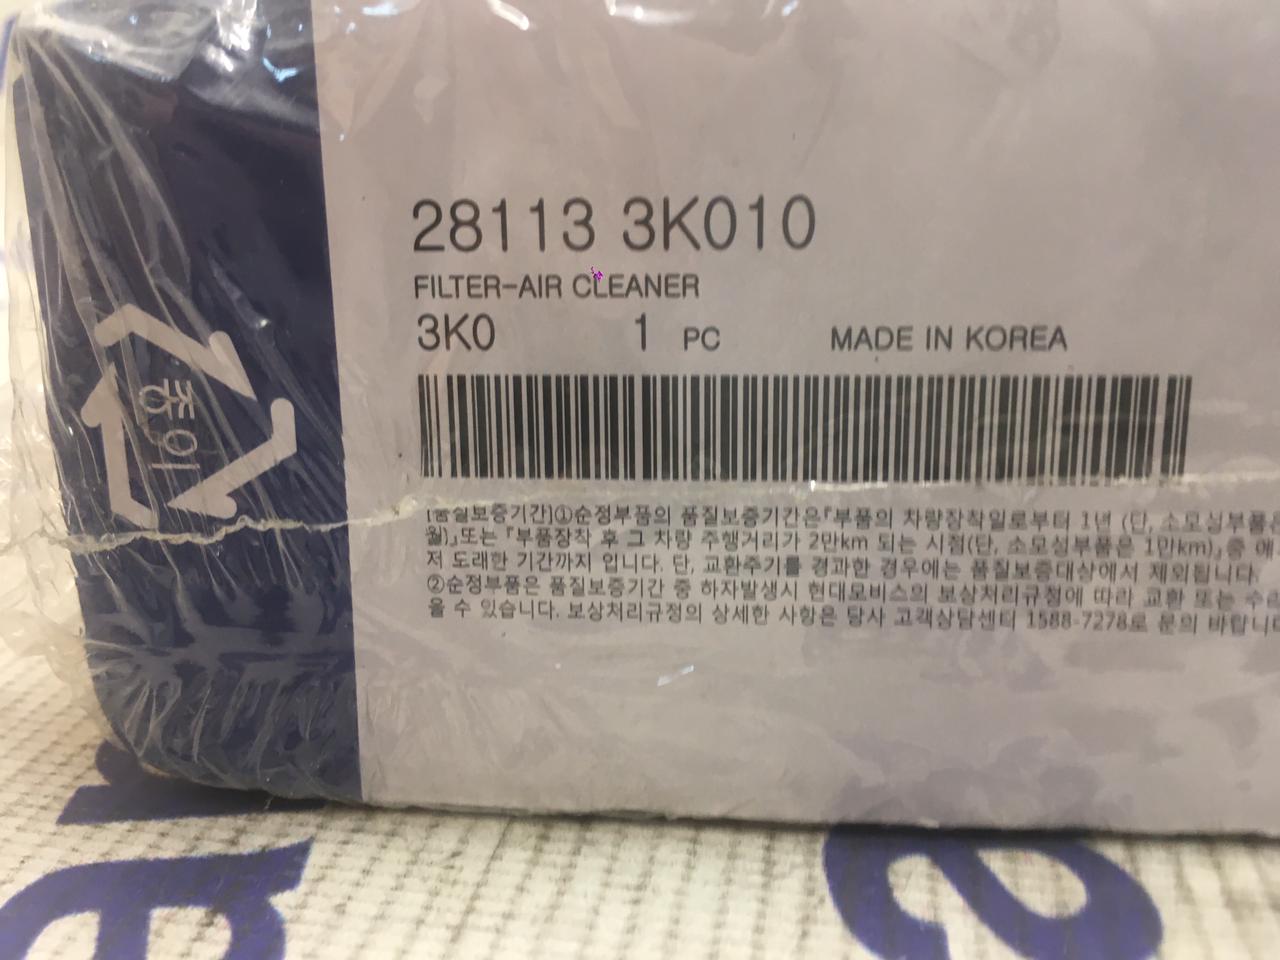 28113 3K010
FILTER-AIR CLEANER
3K0 1 PC MADE IN KOREA
종이
[품질보증기간]①순정부품의 품질보증기간은『부품의 차량장착일로부터 1년 (단, 소모성부품은
월)』또는 『부품장착 후 그 차량 주행거리가 2만km 되는 시점(단, 소모성부품은 1만km)』중 먼
저 도래한 기간까지 입니다. 단, 교환주기를 경과한 경우에는 품질보증대상에서 제외됩니다.
②순정부품은 품질보증기간 중 하자발생시 현대모비스의 보상처리규정에 따라 교환 또는 수리
을 수 있습니다. 보상처리규정의 상세한 사항은 당사 고객상담센터 1588-7278로 문의 바랍니다